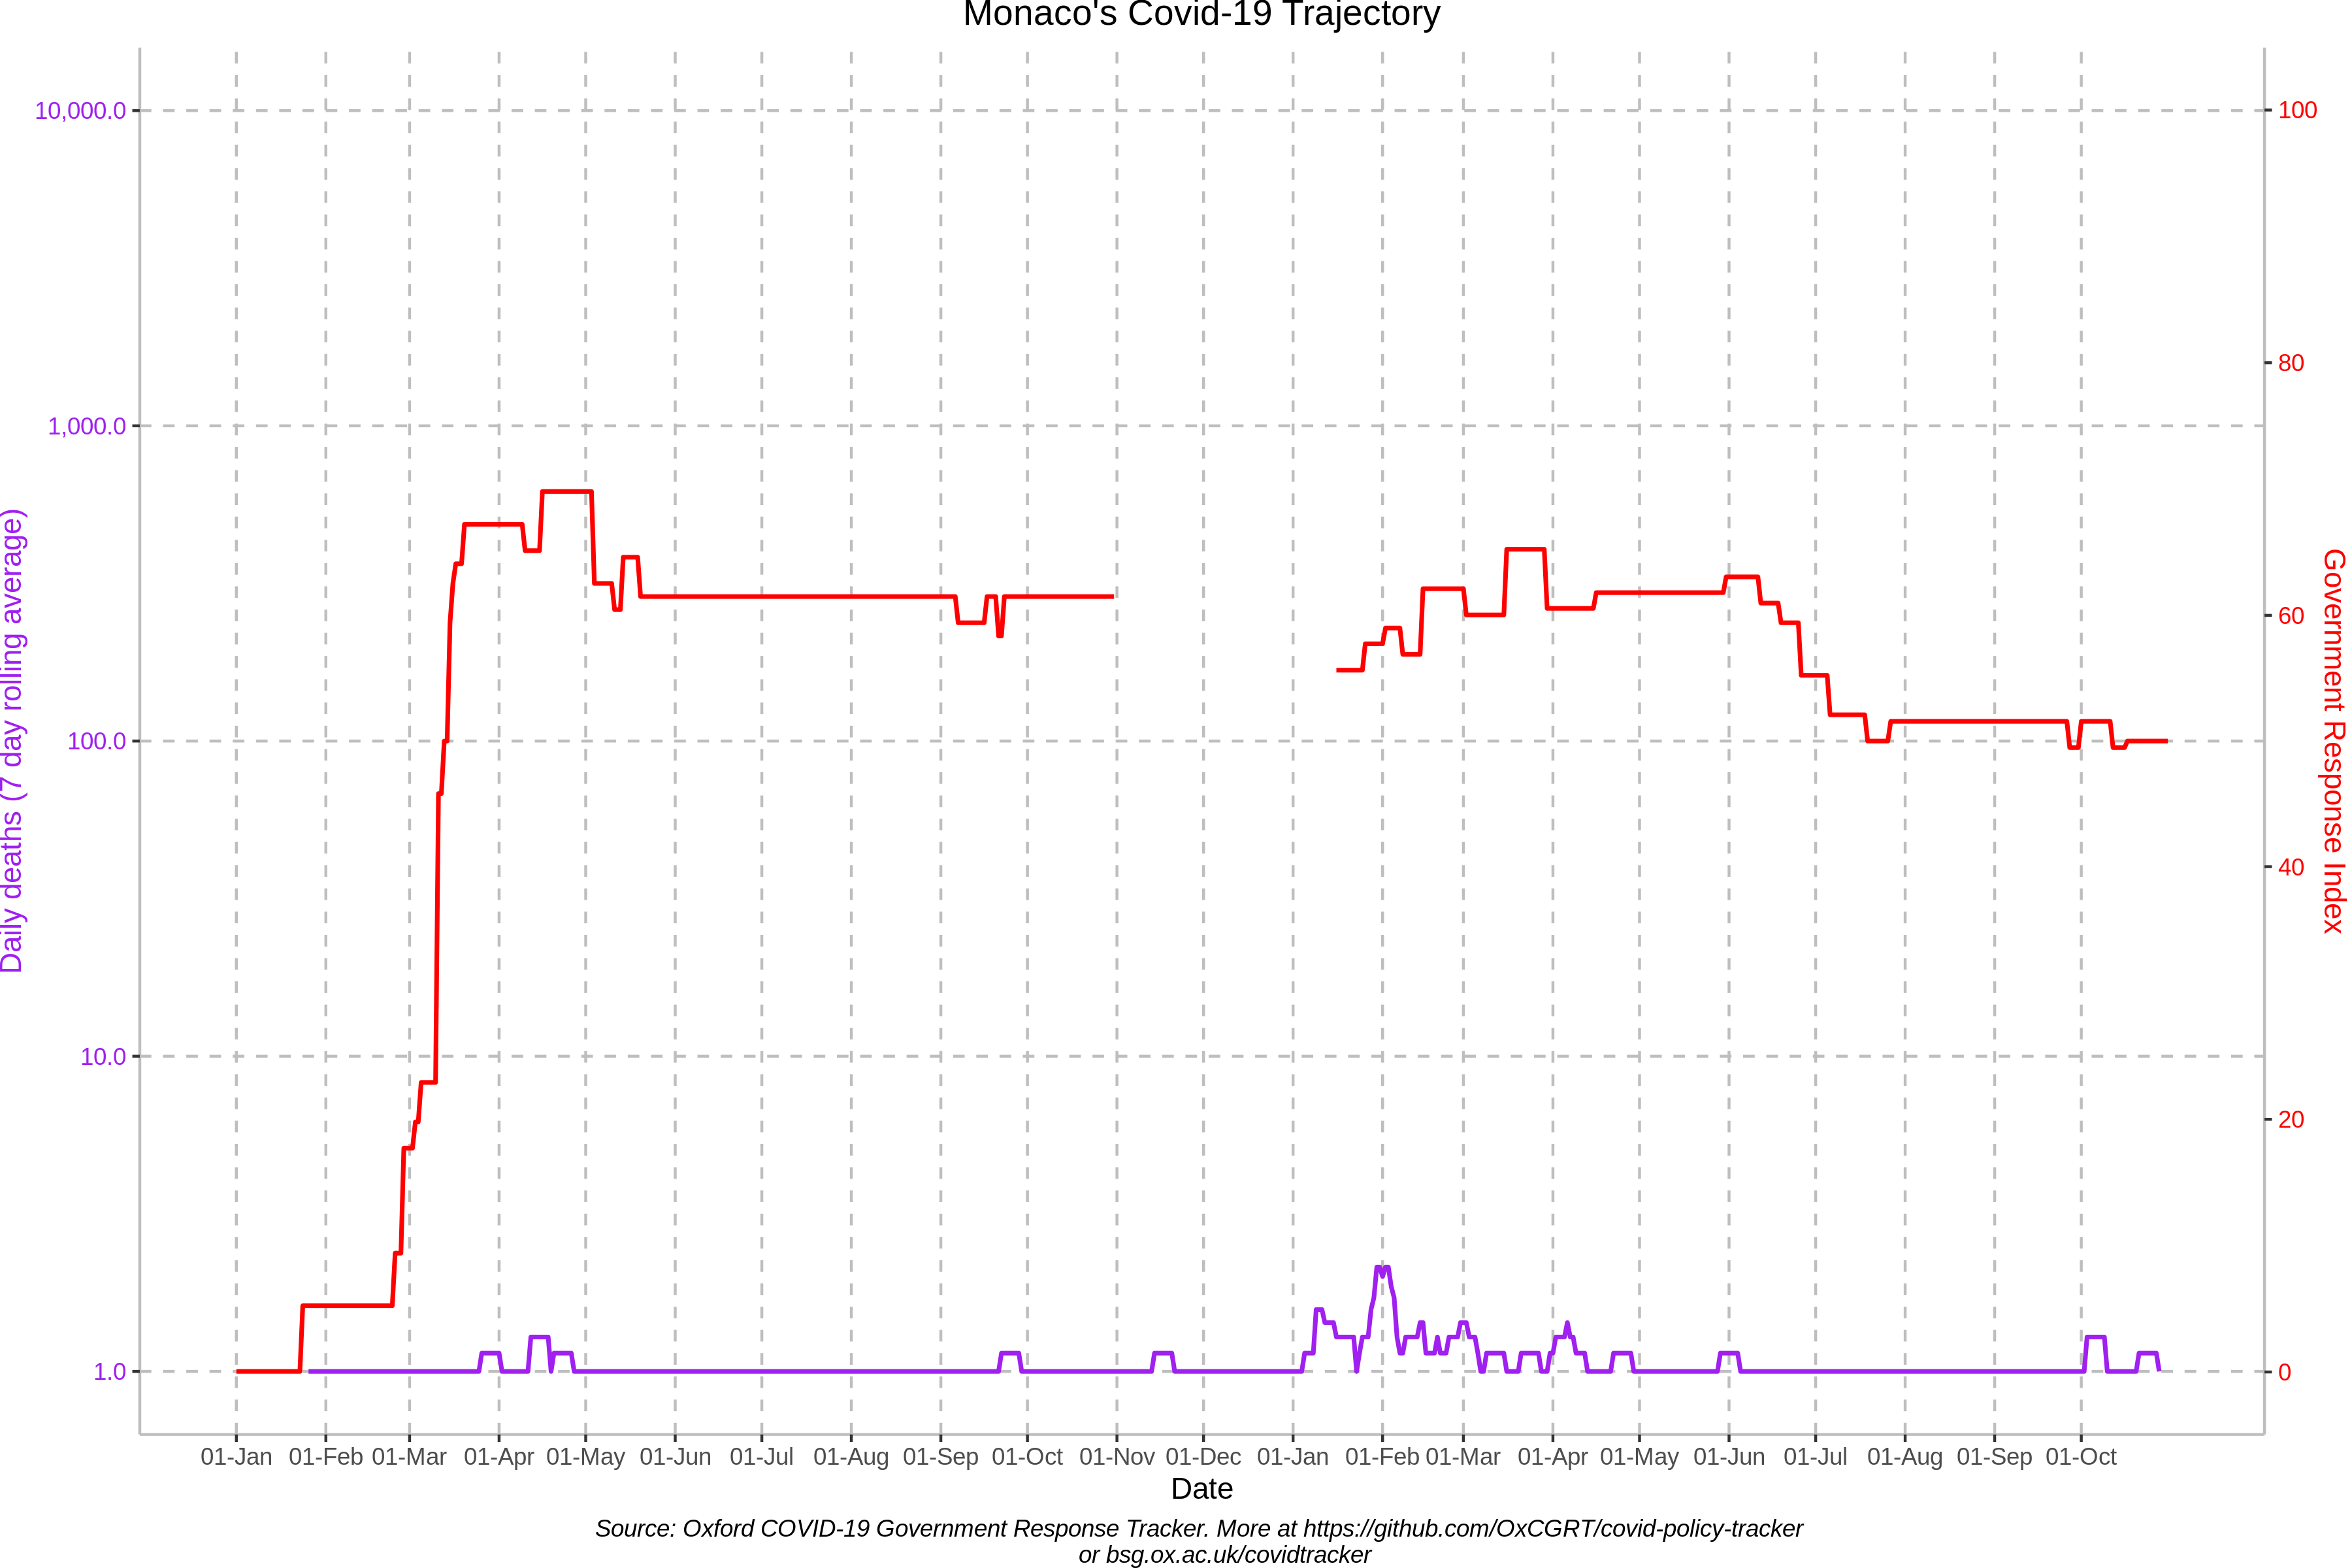 Monaco's Covid-19 Trajectory
10,000.0
1,000.0
100.0
10.0
1.0
Daily deaths (7 day rolling average)
100
80
60
40
20
0
Government Response Index
01-Jan 01-Feb 01-Mar 01-Apr 01-May 01-Jun 01-Jul 01-Aug 01-Sep 01-Oct 01-Nov 01-Dec 01-Jan 01-Feb 01-Mar 01-Apr 01-May 01-Jun 01-Jul 01-Aug 01-Sep 01-Oct
Date
Source: Oxford COVID-19 Government Response Tracker. More at https://github.com/OxCGRT/covid-policy-tracker
or bsg.ox.ac.uk/covidtracker